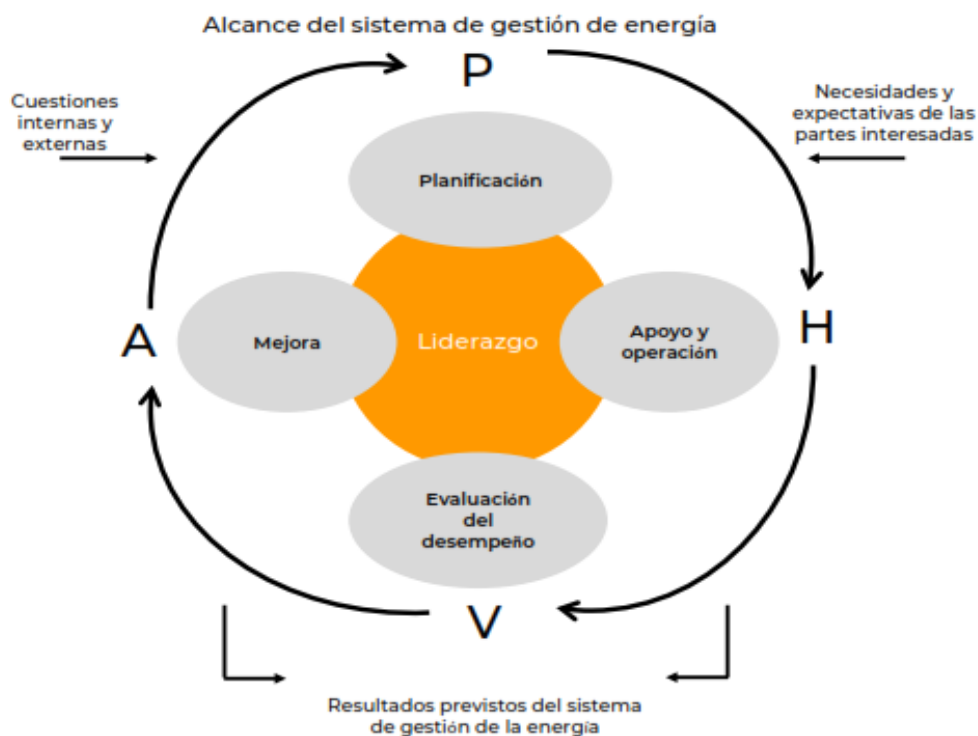 Alcance del sistema de gestión de energía
P
Cuestiones
internas y
externas
Necesidades y
expectativas de las
partes interesadas
Planificación
A
Mejora
Liderazgo
Apoyo y
operación
H
Evaluación
del
desempeño
V
Resultados previstos del sistema
de gestión de la energía